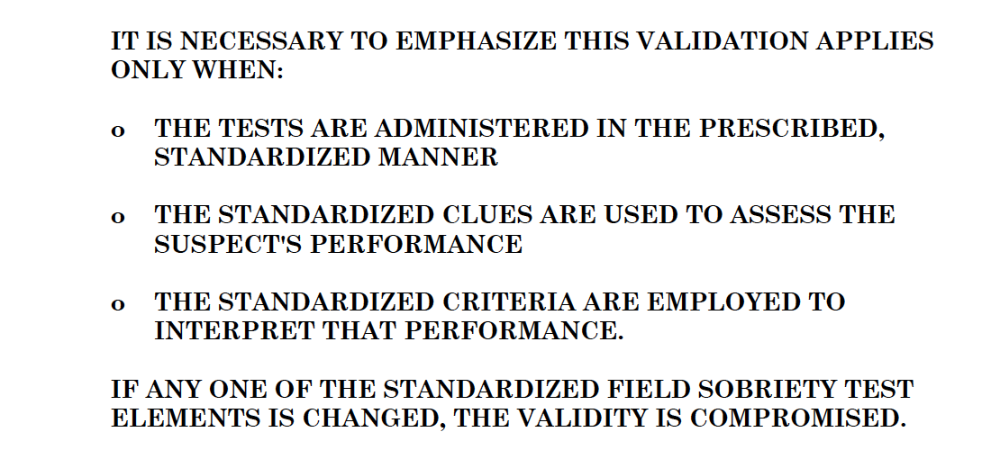 IT IS NECESSARY TO EMPHASIZE THIS VALIDATION APPLIES
ONLY WHEN:
o THE TESTS ARE ADMINISTERED IN THE PRESCRIBED,
STANDARDIZED MANNER
o THE STANDARDIZED CLUES ARE USED TO ASSESS THE
SUSPECT'S PERFORMANCE
o THE STANDARDIZED CRITERIA ARE EMPLOYED TO
INTERPRET THAT PERFORMANCE.
IF ANY ONE OF THE STANDARDIZED FIELD SOBRIETY TEST
ELEMENTS IS CHANGED, THE VALIDITY IS COMPROMISED.